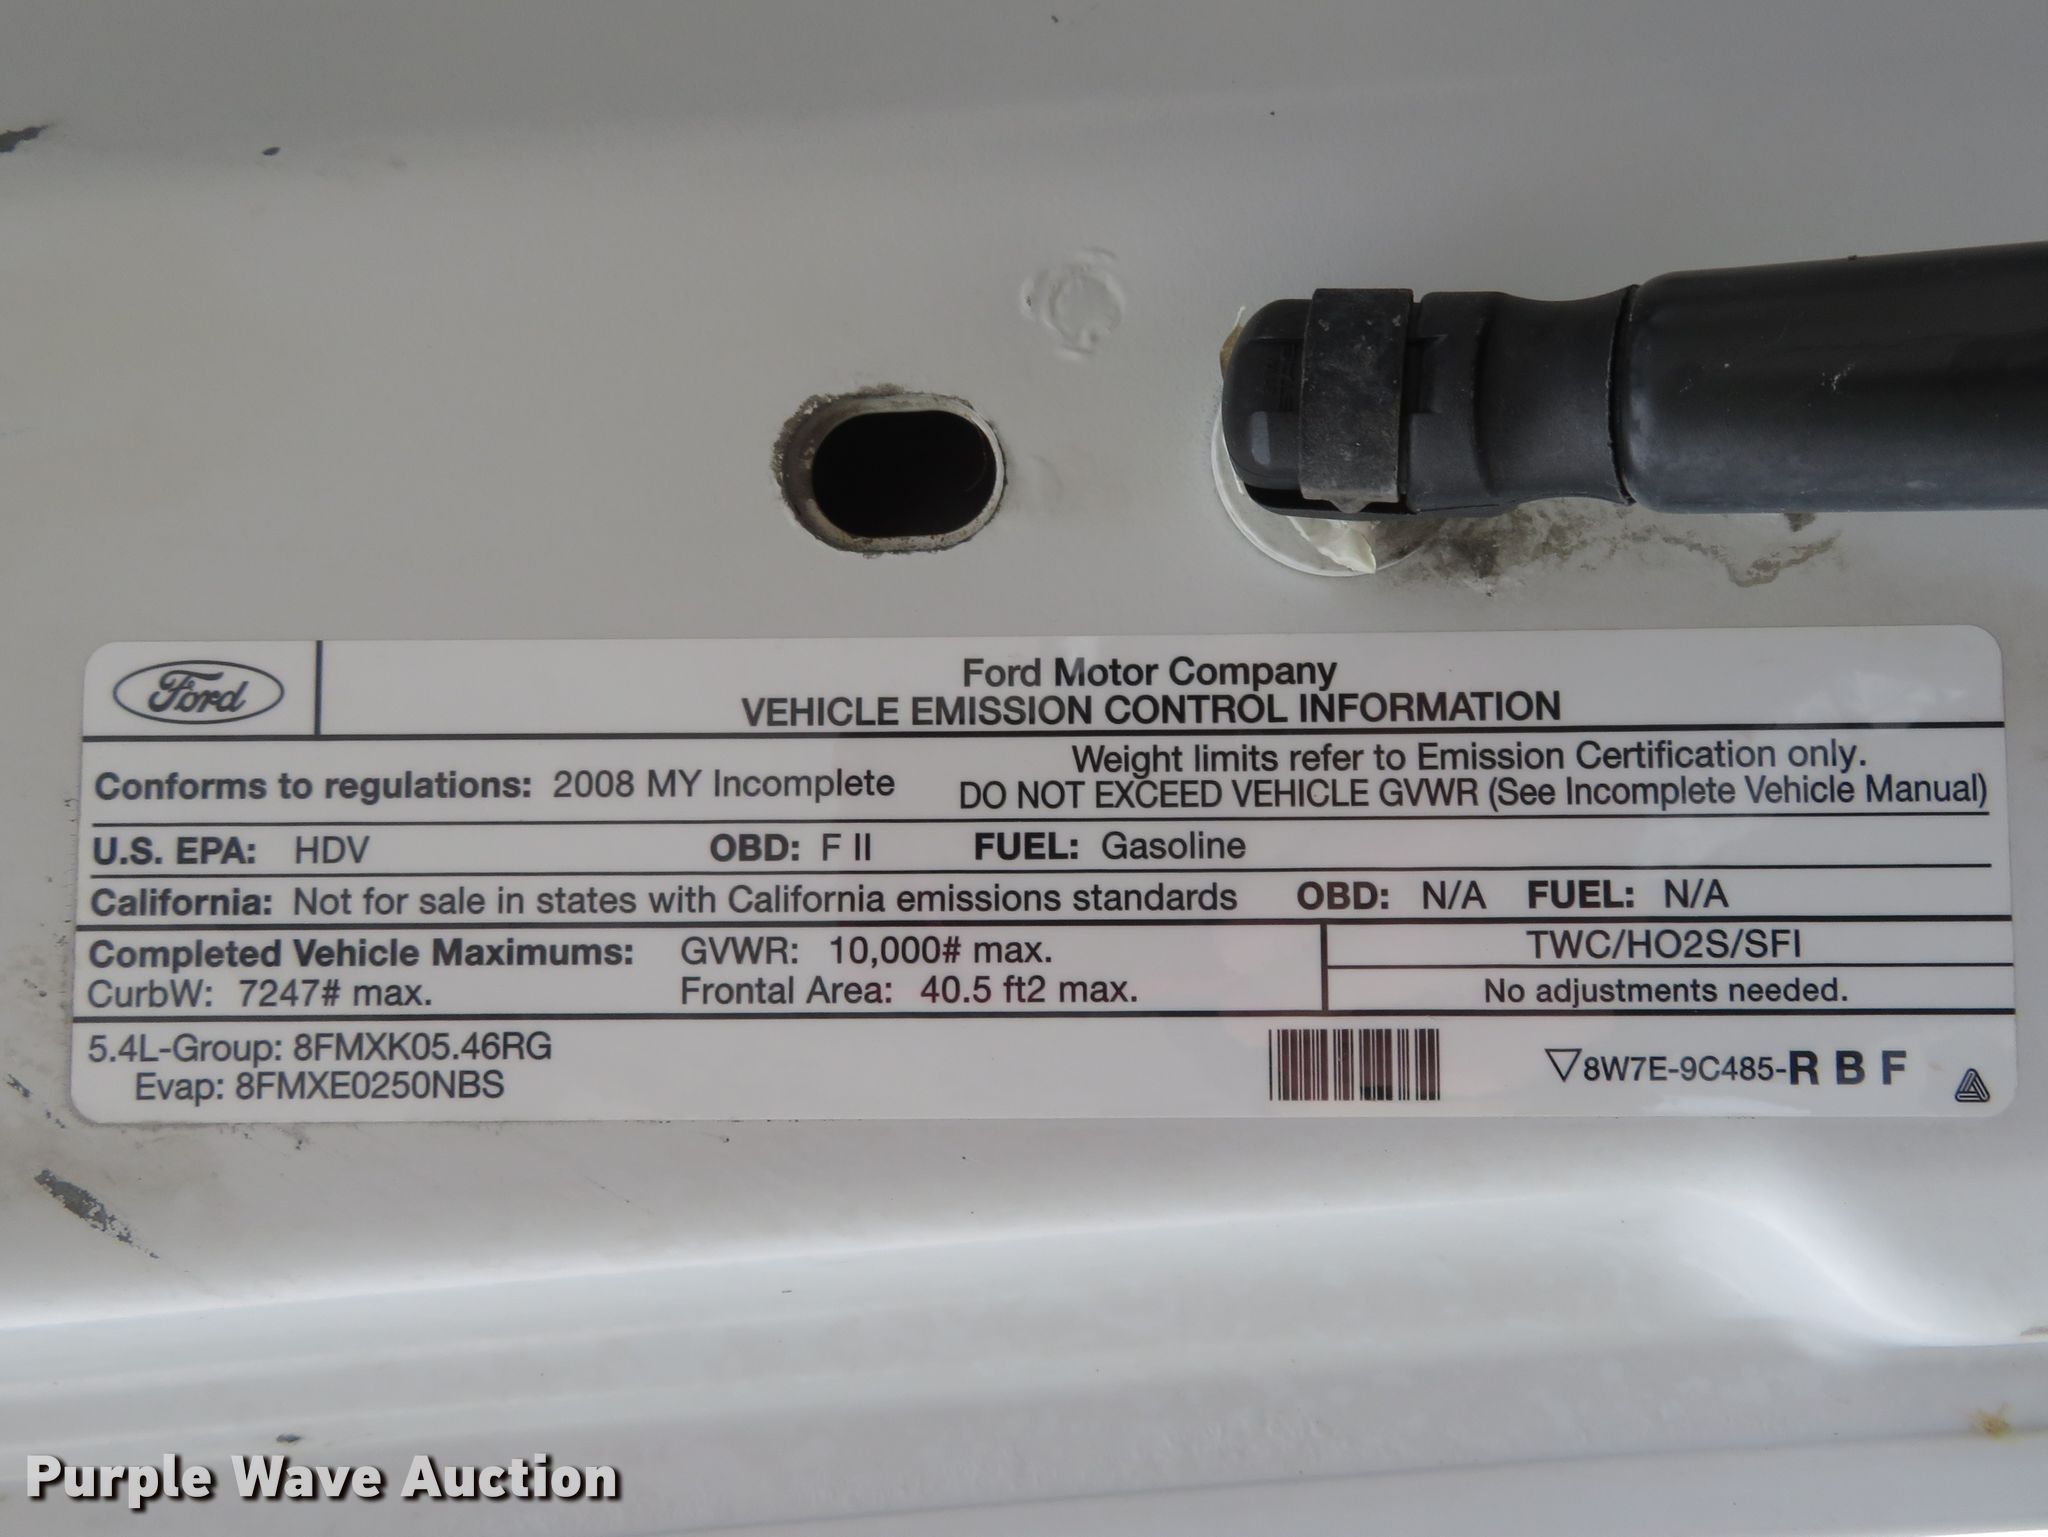 Ford
Ford Motor Company
VEHICLE EMISSION CONTROL INFORMATION
Conforms to regulations: 2008 MY Incomplete
Weight limits refer to Emission Certification only.
DO NOT EXCEED VEHICLE GVWR (See Incomplete Vehicle Manual)
U.S. EPA: HDV OBD: F II FUEL: Gasoline
California: Not for sale in states with California emissions standards OBD: N/A FUEL: N/A
Completed Vehicle Maximums: GVWR: 10,000# max.
CurbW: 7247# max. Frontal Area: 40.5 ft2 max.
TWC/HO2S/SFI
No adjustments needed.
5.4L-Group: 8FMXK05.46RG
Evap: 8FMXE0250NBS
▽8W7E-9C485-R B F
Purple Wave Auction